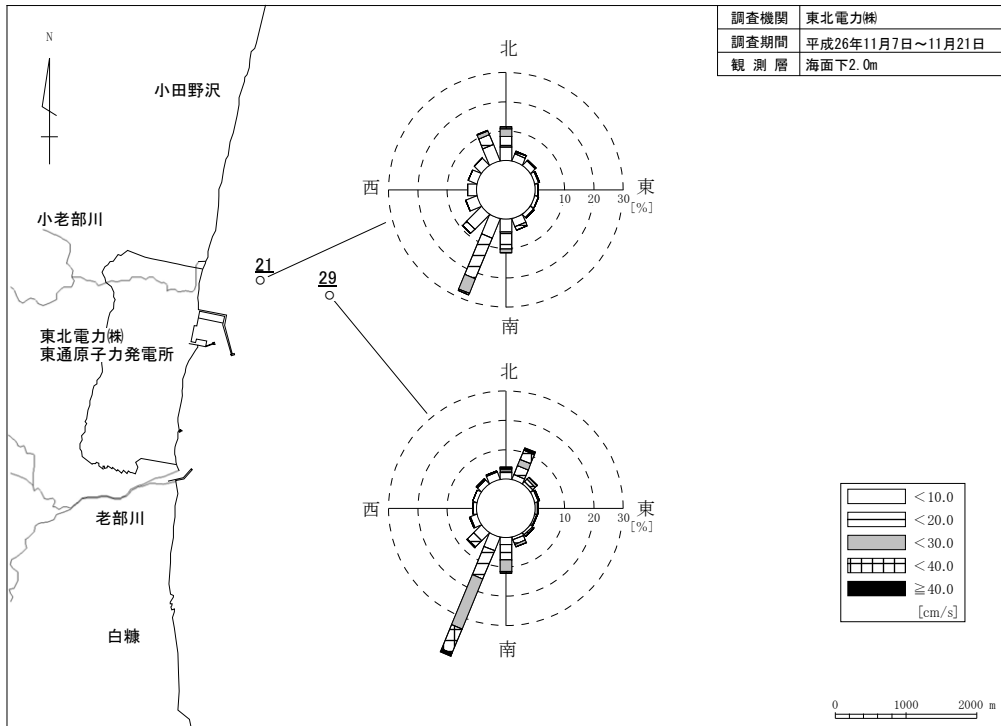 調査機関 東北電力㈱
調査期間 平成26年11月7日～11月21日
観測層 海面下2.0m
N
小田野沢
小老部川
21
29
東北電力㈱
東通原子力発電所
老部川
白糠
北
西
東
10 20 30
[%]
南
北
西
東
10 20 30
[%]
南
＜10.0
＜20.0
＜30.0
＜40.0
≧40.0
[cm/s]
0 1000 2000 m